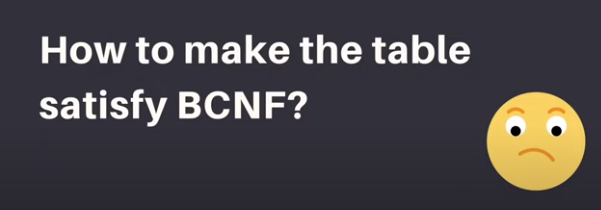 How to make the table
satisfy BCNF?